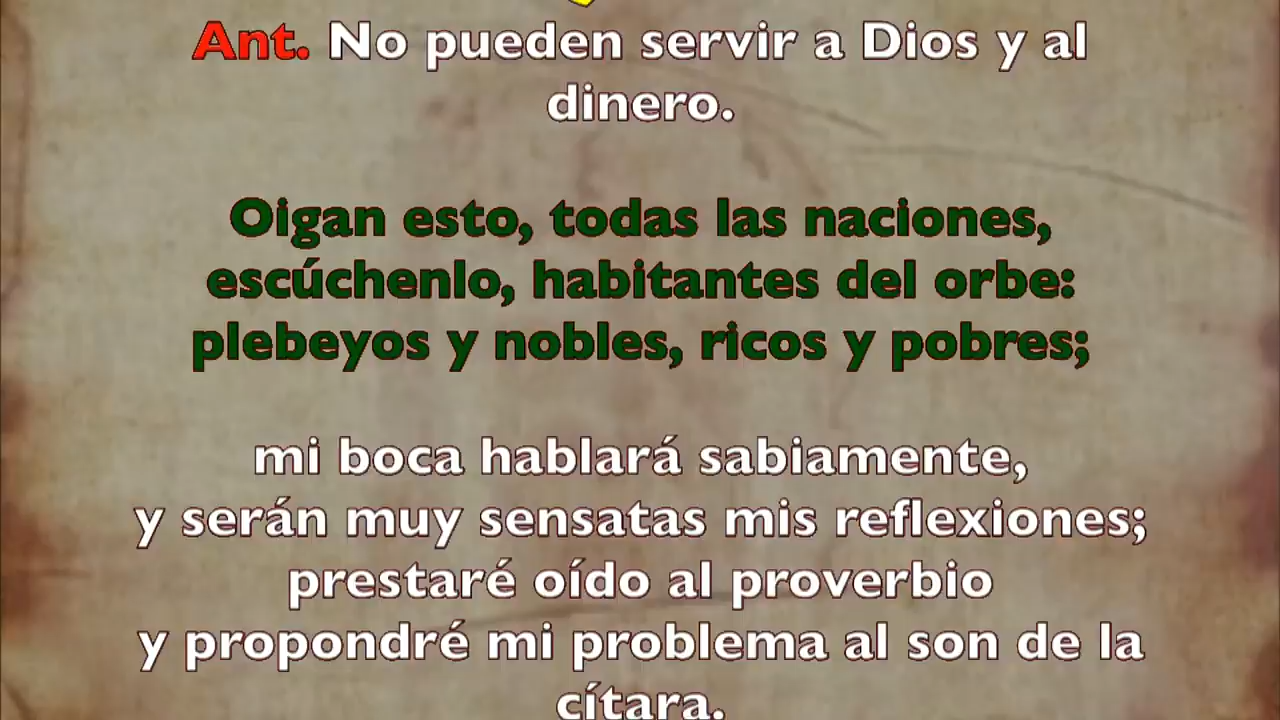 Ant. No pueden servir a Dios y al
dinero.
Oigan esto, todas las naciones,
escúchenlo, habitantes del orbe:
plebeyos y nobles, ricos y pobres;
mi boca hablará sabiamente,
y serán muy sensatas mis reflexiones;
prestaré oído al proverbio
y propondré mi problema al son de la
cítara.